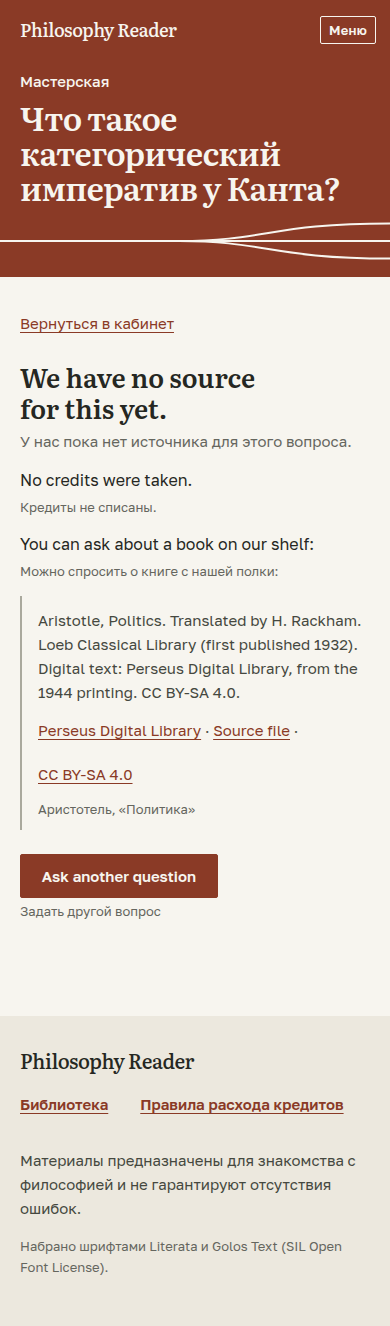 Philosophy Reader
Меню
Мастерская
Что такое
категорический
императив у Канта?
Вернуться в кабинет
We have no source
for this yet.
У нас пока нет источника для этого вопроса.
No credits were taken.
Кредиты не списаны.
You can ask about a book on our shelf:
Можно спросить о книге с нашей полки:
Aristotle, Politics. Translated by H. Rackham.
Loeb Classical Library (first published 1932).
Digital text: Perseus Digital Library, from the
1944 printing. CC BY-SA 4.0.
Perseus Digital Library · Source file ·
CC BY-SA 4.0
Аристотель, «Политика»
Ask another question
Задать другой вопрос
Philosophy Reader
Библиотека Правила расхода кредитов
Материалы предназначены для знакомства с
философией и не гарантируют отсутствия
ошибок.
Набрано шрифтами Literata и Golos Text (SIL Open
Font License).